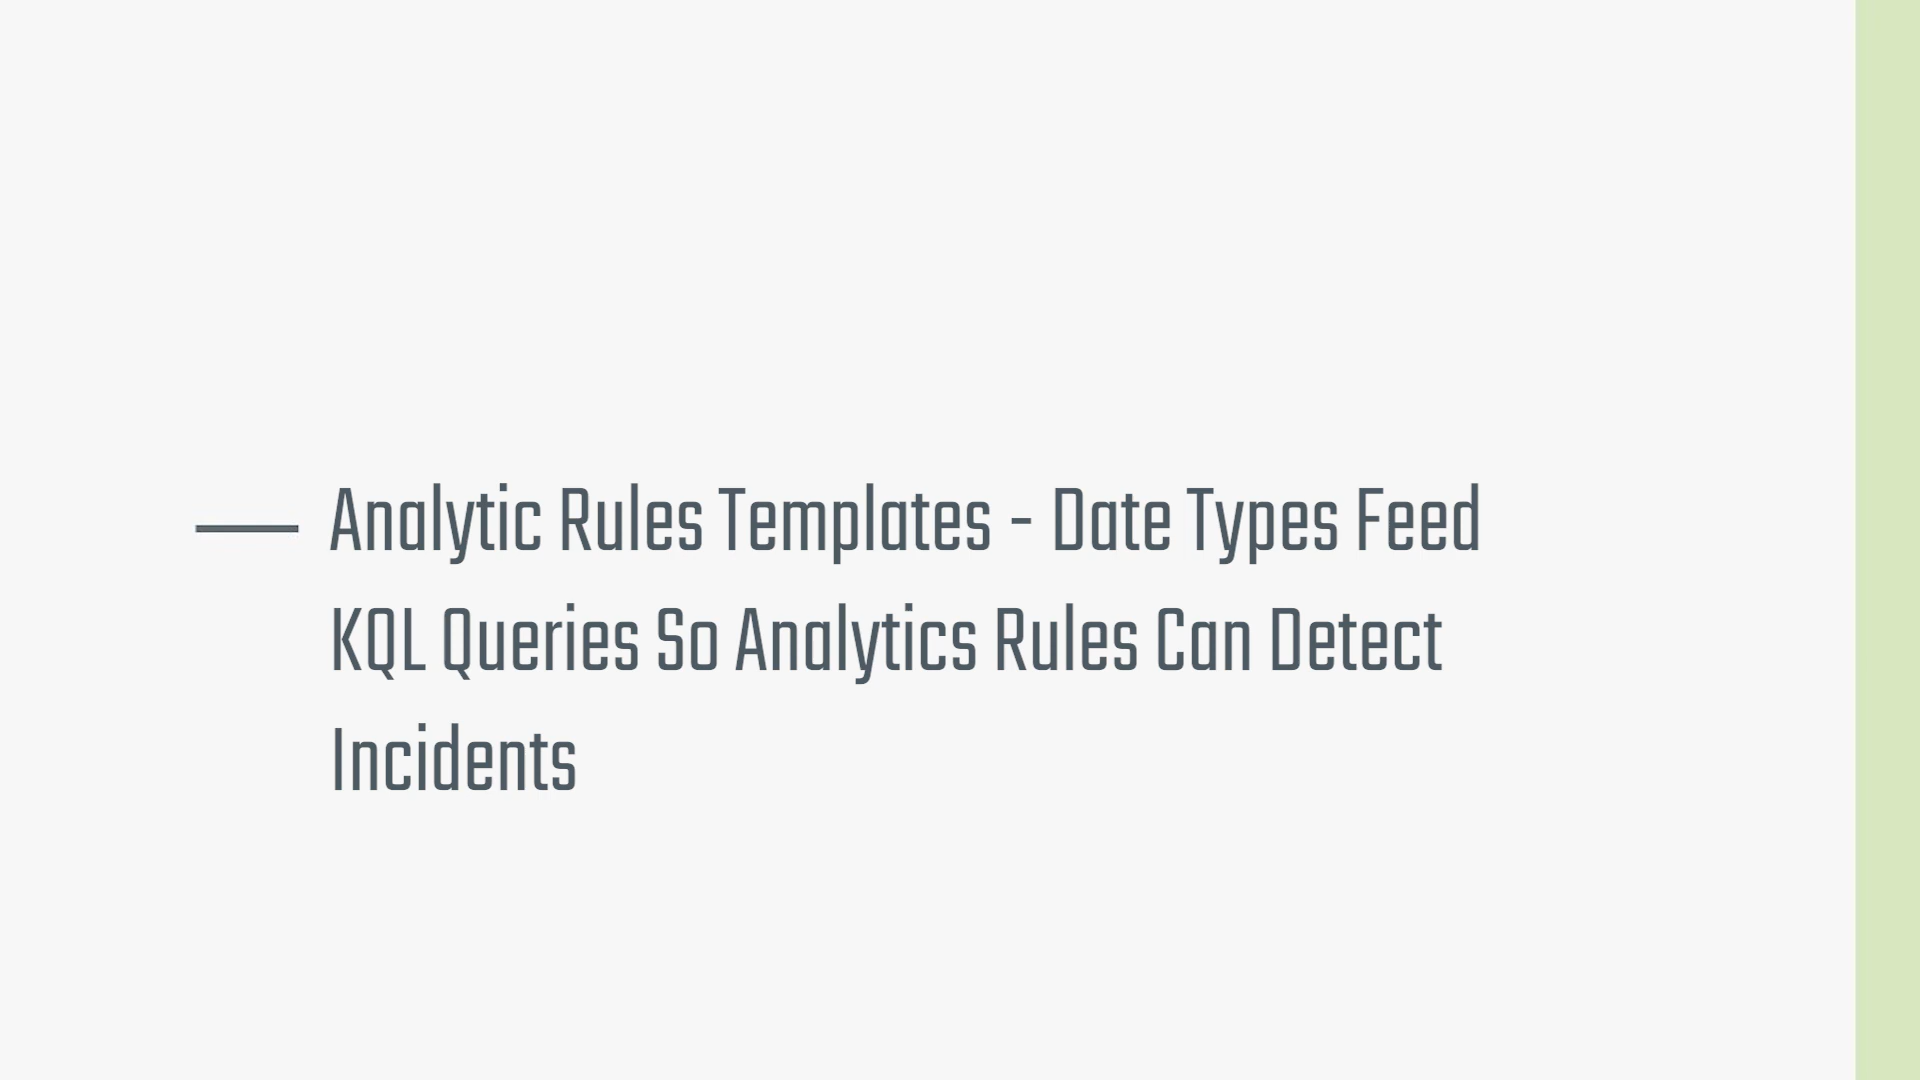 Analytic Rules Templates - Date Types Feed
KQL Queries So Analytics Rules Can Detect
Incidents